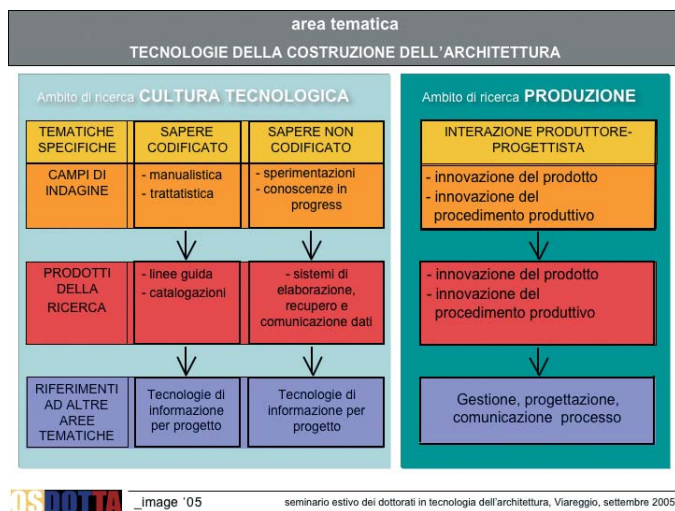 area tematica
TECNOLOGIE DELLA COSTRUZIONE DELL'ARCHITETTURA
Ambito di ricerca CULTURA TECNOLOGICA
TEMATICHE
SPECIFICHE
SAPERE
CODIFICATO
SAPERE NON
CODIFICATO
CAMPI DI
INDAGINE
- manualistica
- trattatistica
- sperimentazioni
- conoscenze in
progress
PRODOTTI
DELLA
RICERCA
- linee guida
- catalogazioni
- sistemi di
elaborazione,
recupero e
comunicazione dati
RIFERIMENTI
AD ALTRE
AREE
TEMATICHE
Tecnologie di
informazione
per progetto
Tecnologie di
informazione per
progetto
Ambito di ricerca PRODUZIONE
INTERAZIONE PRODUTTORE-
PROGETTISTA
- innovazione del prodotto
- innovazione del
procedimento produttivo
- innovazione del prodotto
- innovazione del
procedimento produttivo
Gestione, progettazione,
comunicazione processo
OSDOTTA
_image '05
seminario estivo dei dottorati in tecnologia dell'architettura, Viareggio, settembre 2005